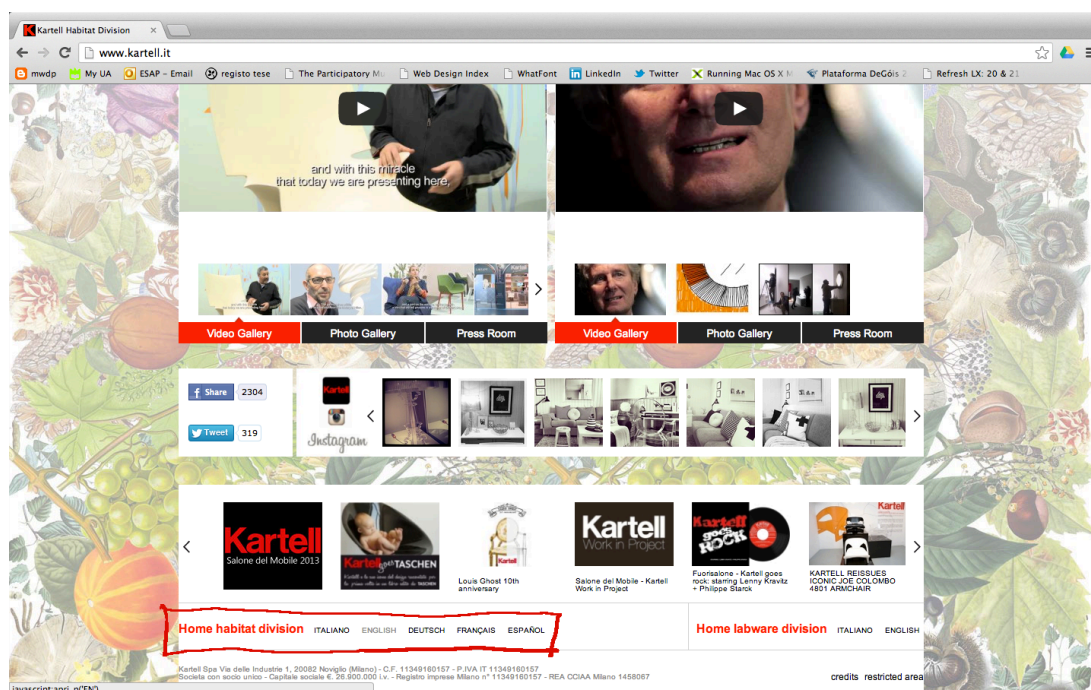 Kartell Habitat Division
www.kartell.it
mwdp My UA ESAP – Email registo tese The Participatory Mu Web Design Index WhatFont LinkedIn Twitter Running Mac OS X Plataforma DeGóis 2 Refresh LX: 20 & 21
and with this miracle
that today we are presenting here,
Video Gallery Photo Gallery Press Room
Video Gallery Photo Gallery Press Room
Share 2304
Tweet 319
Kartell
Instagram
Kartell
Salone del Mobile 2013
Kartell goes TASCHEN
Louis Ghost 10th
anniversary
Kartell
Work in Project
Salone del Mobile - Kartell
Work in Project
Kartell
goes
ROCK
Fuorisalone - Kartell goes
rock: starring Lenny Kravitz
+ Philippe Starck
Kartell
KARTELL REISSUES
ICONIC JOE COLOMBO
4801 ARMCHAIR
Home habitat division ITALIANO ENGLISH DEUTSCH FRANÇAIS ESPAÑOL
Home labware division ITALIANO ENGLISH
Kartell Spa Via delle Industrie 1, 20082 Noviglio (Milano) - C.F. 11349160157 - P.IVA IT 11349160157
Societa con socio unico - Capitale sociale €. 26.900.000 i.v. - Registro imprese Milano n° 11349160157 - REA CCIAA Milano 1458067
credits restricted area
javascript:apri_p('EN')